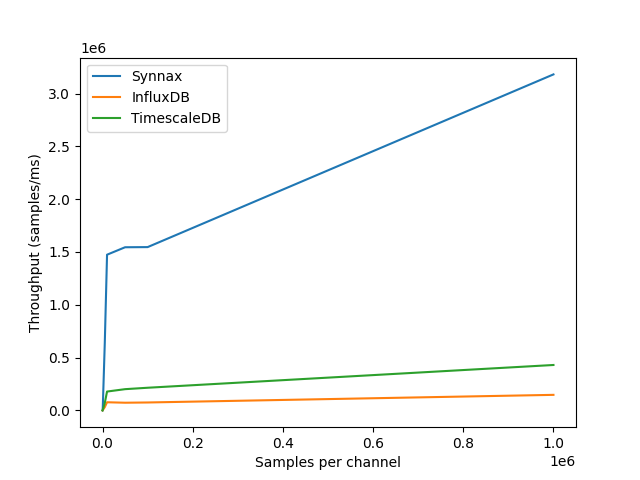 1e6
Synnax
InfluxDB
TimescaleDB
3.0
2.5
2.0
1.5
1.0
0.5
0.0
Throughput (samples/ms)
0.0 0.2 0.4 0.6 0.8 1.0
Samples per channel
1e6